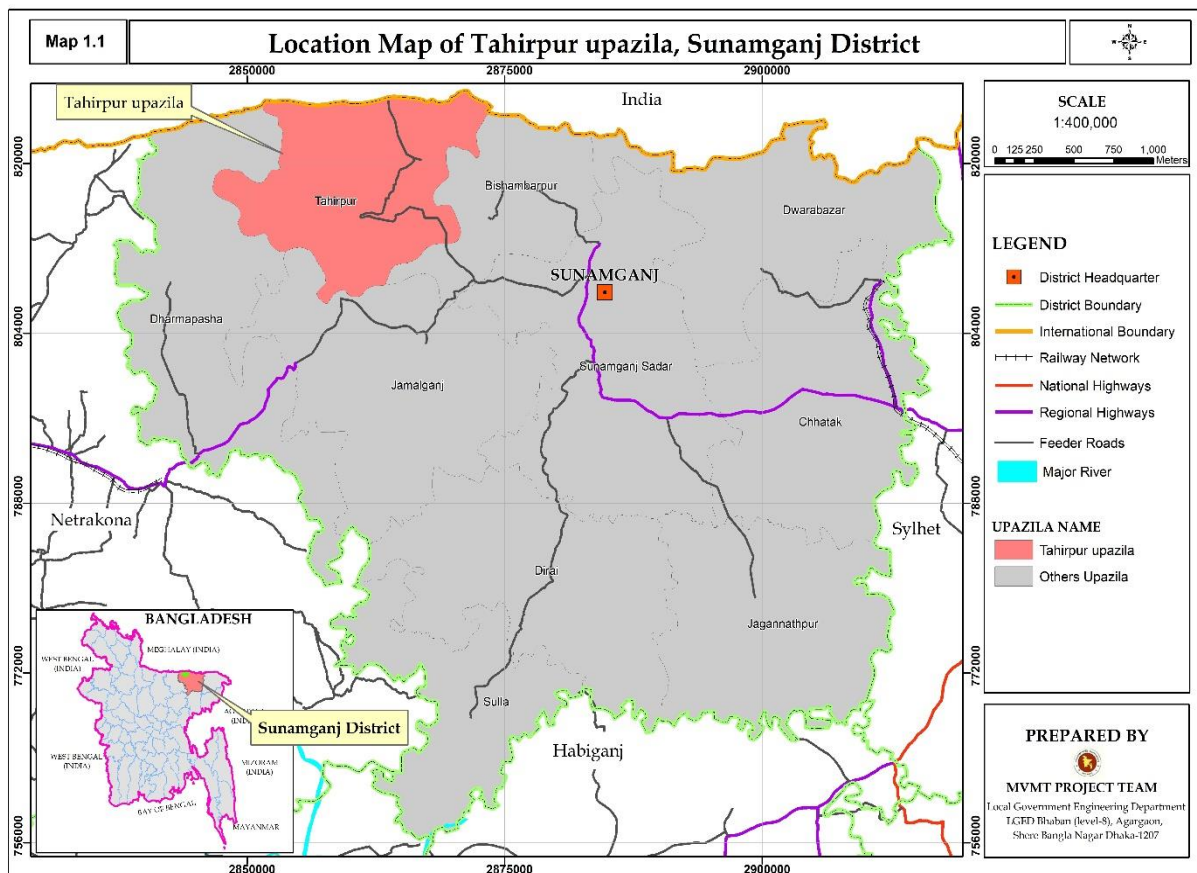 Map 1.1
Location Map of Tahirpur upazila, Sunamganj District
N
W
E
S
2850000
2875000
2900000
Tahirpur upazila
India
820000
820000
Bishambarpur
Tahirpur
Dwarabazar
SUNAMGANJ
Dharmapasha
804000
804000
Sunamganj Sadar
Jamalganj
Chhatak
788000
788000
Netrakona
Sylhet
Dirai
Jagannathpur
772000
772000
Sulla
Habiganj
756000
756000
2850000
2875000
2900000
BANGLADESH
MEGHALAY (INDIA)
WEST BENGAL
(INDIA)
Sunamganj District
WEST BENGAL
(INDIA)
MIZORAM
(INDIA)
BAY OF BENGAL
MAYANMAR
SCALE
1:400,000
0 125 250 500 750 1,000
Meters
LEGEND
District Headquarter
District Boundary
International Boundary
Railway Network
National Highways
Regional Highways
Feeder Roads
Major River
UPAZILA NAME
Tahirpur upazila
Others Upazila
PREPARED BY
MVMT PROJECT TEAM
Local Government Engineering Department
LGED Bhaban (level-8), Agargaon,
Shere Bangla Nagar Dhaka-1207